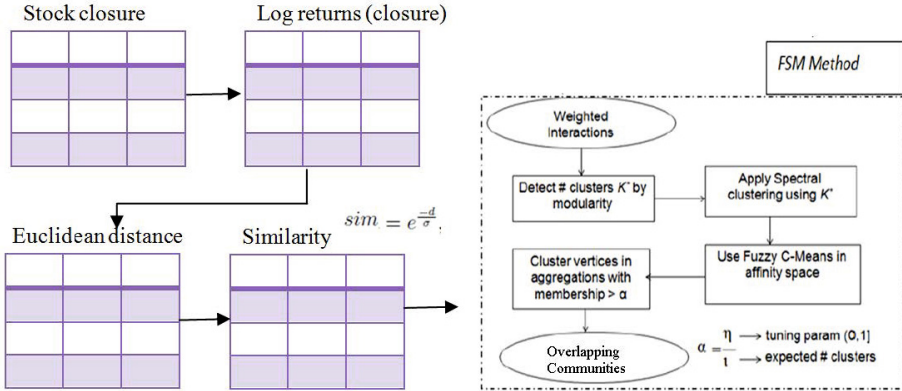 Stock closure
Log returns (closure)
Euclidean distance
Similarity
sim = e^{\frac{-d}{\sigma}},
FSM Method
Weighted
Interactions
Detect # clusters K* by
modularity
Apply Spectral
clustering using K*
Use Fuzzy C-Means in
affinity space
Cluster vertices in
aggregations with
membership > α
Overlapping
Communities
α = η / ι
η → tuning param (0,1]
ι → expected # clusters